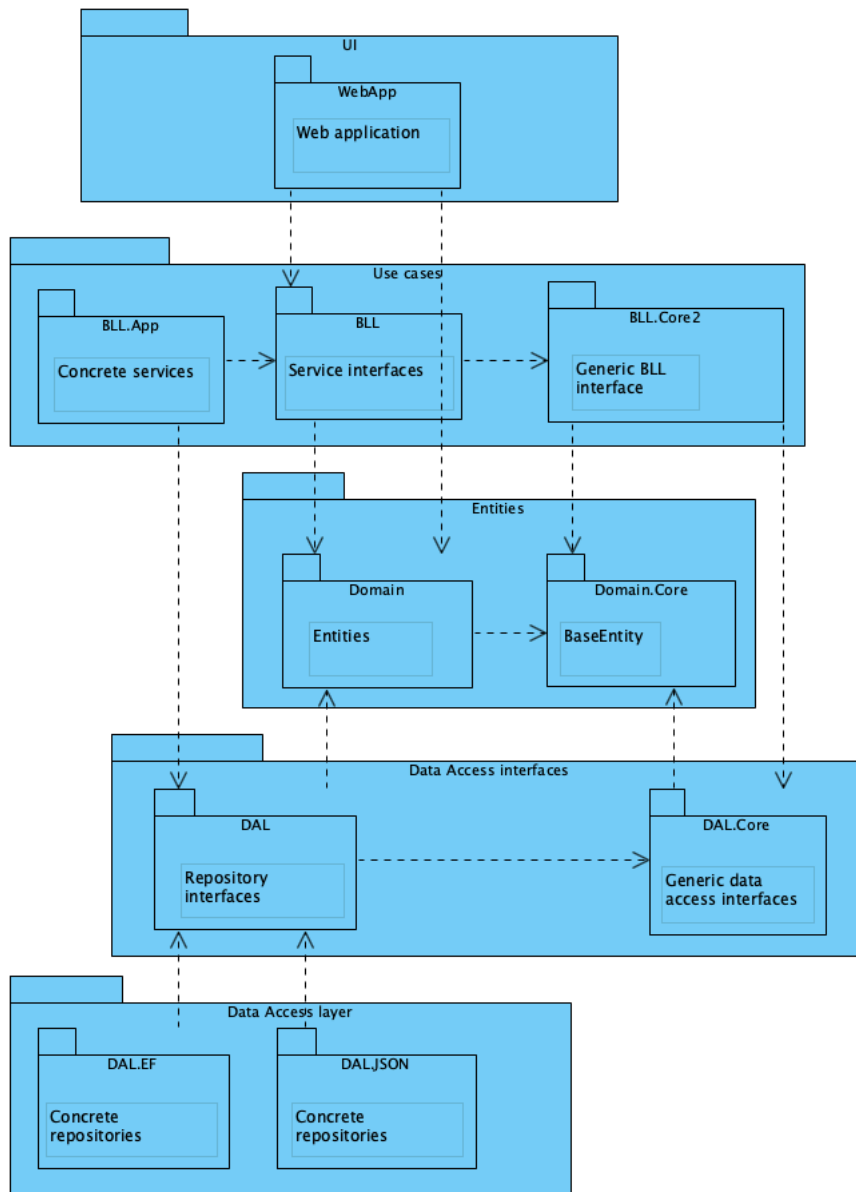 UI
WebApp
Web application
Use cases
BLL.App
Concrete services
BLL
Service interfaces
BLL.Core2
Generic BLL
interface
Entities
Domain
Entities
Domain.Core
BaseEntity
Data Access interfaces
DAL
Repository
interfaces
DAL.Core
Generic data
access interfaces
Data Access layer
DAL.EF
Concrete
repositories
DAL.JSON
Concrete
repositories